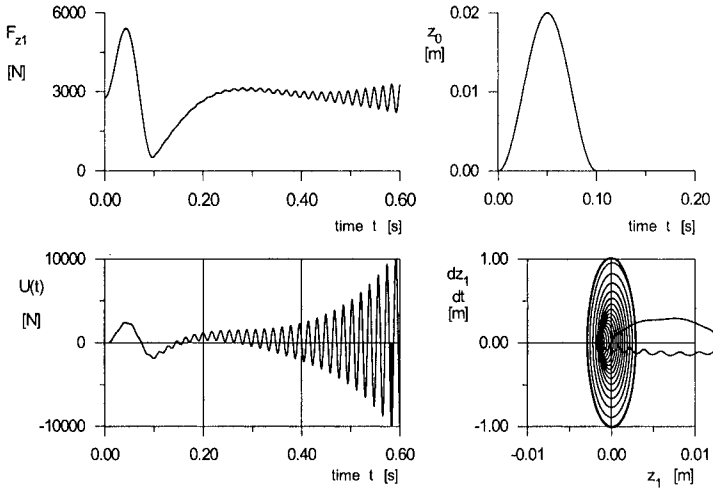 F_z1
[N]
6000
3000
0
0.00 0.20 0.40 0.60
time t [s]
z_0
[m]
0.02
0.01
0.00
0.00 0.10 0.20
time t [s]
U(t)
[N]
10000
0
-10000
0.00 0.20 0.40 0.60
time t [s]
dz_1
dt
[m]
1.00
0.00
-1.00
-0.01 0.00 0.01
z_1 [m]